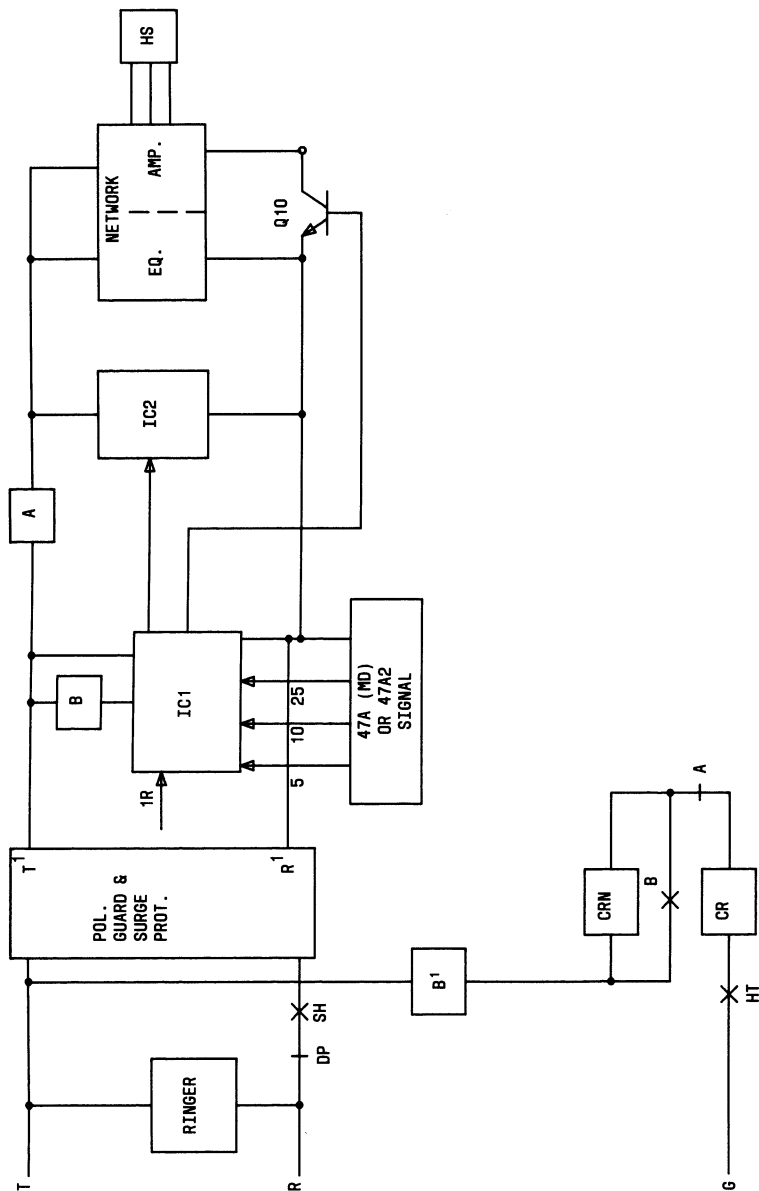 T
R
RINGER
DP
SH
POL.
GUARD &
SURGE
PROT.
T1
R1
1R
B
IC1
5
10
25
47A (MD)
OR 47A2
SIGNAL
A
IC2
NETWORK
EQ.
AMP.
Q10
HS
B1
G
HT
CRN
B
CR
A